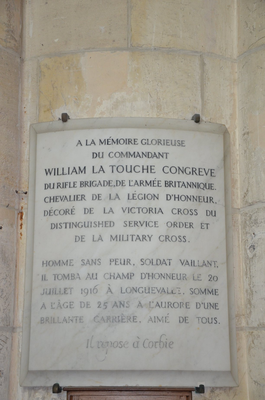 A LA MÉMOIRE GLORIEUSE
DU COMMANDANT
WILLIAM LA TOUCHE CONGREVE
DU RIFLE BRIGADE, DE L'ARMÉE BRITANNIQUE.
CHEVALIER DE LA LÉGION D'HONNEUR,
DÉCORÉ DE LA VICTORIA CROSS DU
DISTINGUISHED SERVICE ORDER ET
DE LA MILITARY CROSS.
HOMME SANS PEUR, SOLDAT VAILLANT,
IL TOMBA AU CHAMP D'HONNEUR LE 20
JUILLET 1916 À LONGUEVALET, SOMME
A L'ÂGE DE 25 ANS A L'AURORE D'UNE
BRILLANTE CARRIÈRE, AIMÉ DE TOUS.
Il repose à Corbie